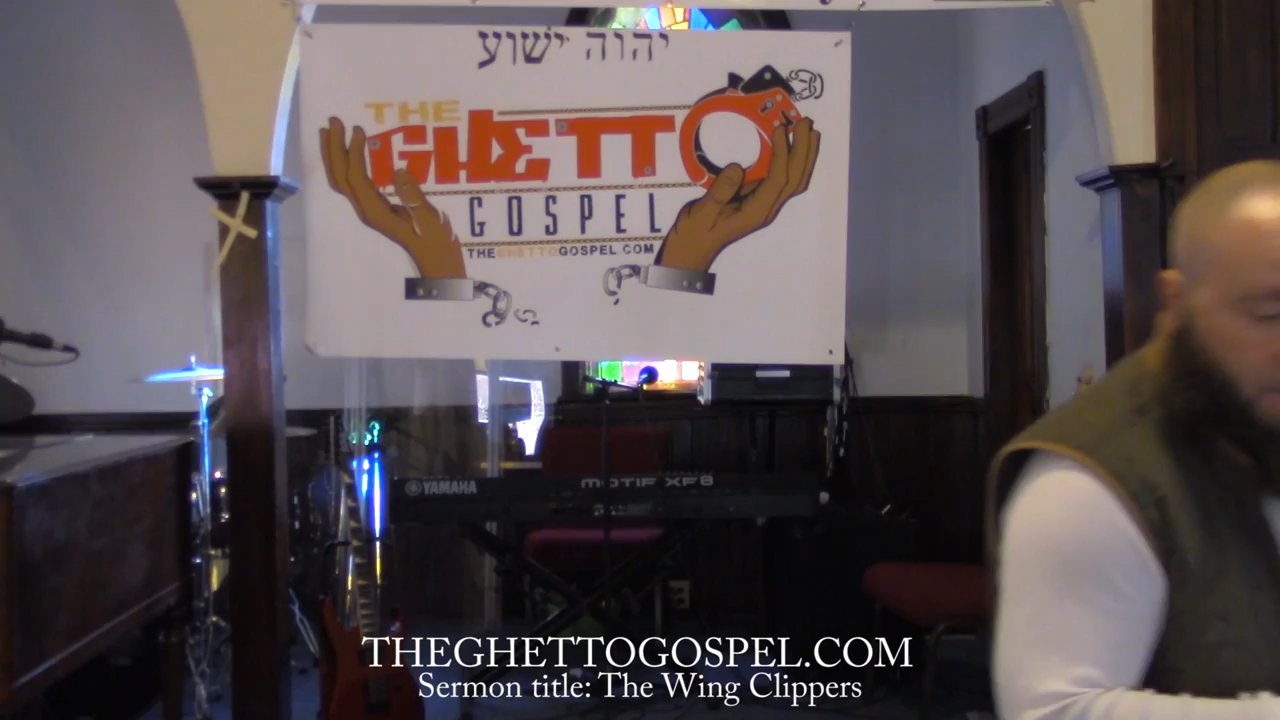 יהוה ישוע
THE
GHETTO
GOSPEL
THEGHETTOGOSPEL.COM
YAMAHA
MOTIF XF8
THEGHETTOGOSPEL.COM
Sermon title: The Wing Clippers